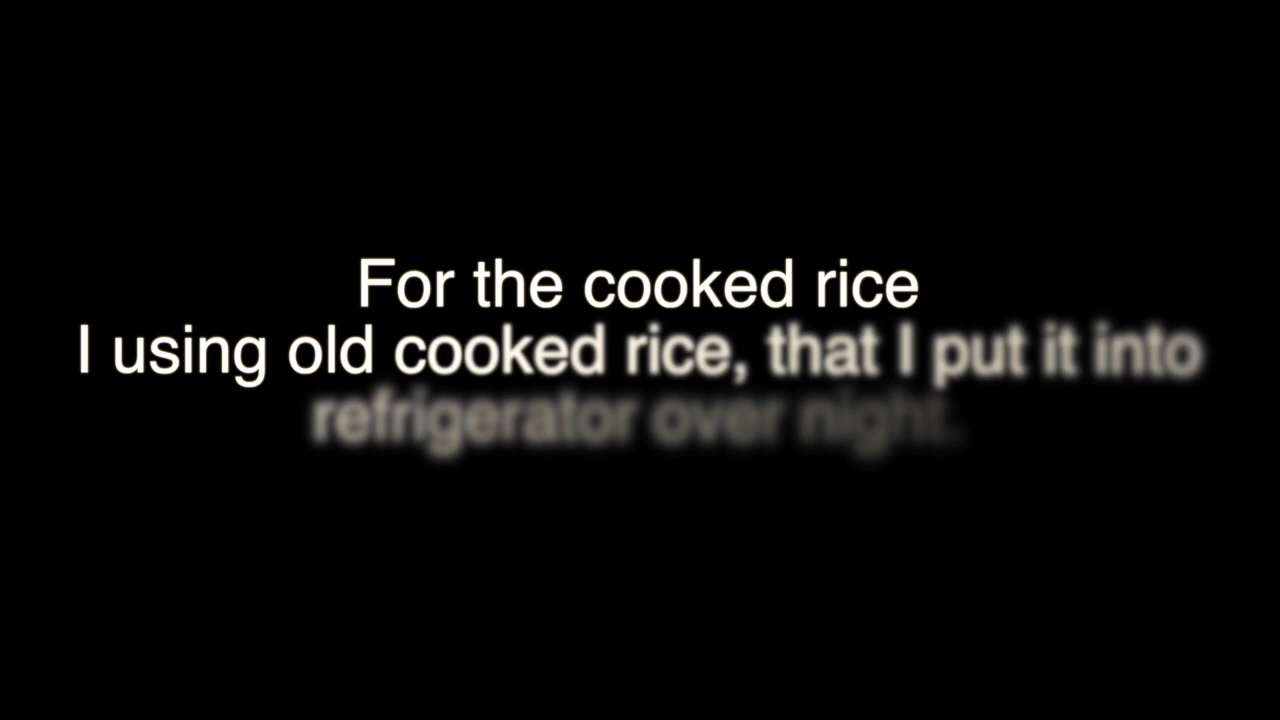 For the cooked rice
I using old cooked rice, that I put it into
refrigerator over night.